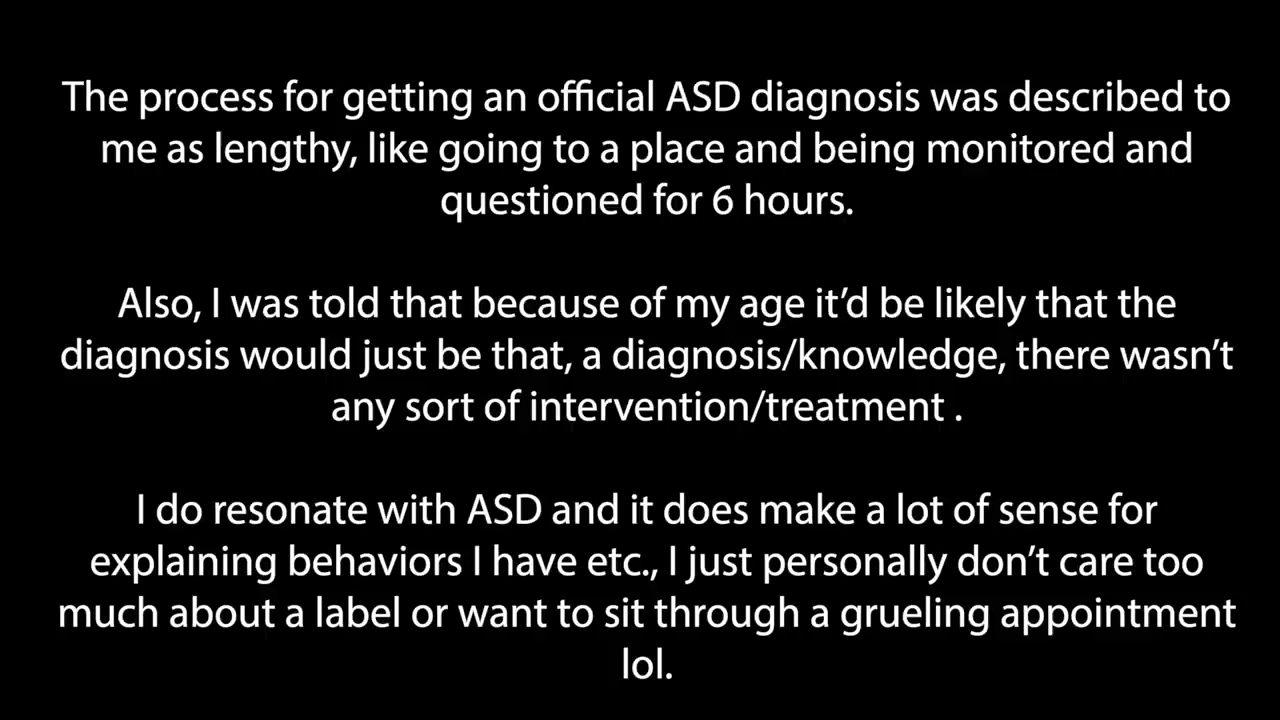 The process for getting an official ASD diagnosis was described to
me as lengthy, like going to a place and being monitored and
questioned for 6 hours.
Also, I was told that because of my age it’d be likely that the
diagnosis would just be that, a diagnosis/knowledge, there wasn’t
any sort of intervention/treatment .
I do resonate with ASD and it does make a lot of sense for
explaining behaviors I have etc., I just personally don’t care too
much about a label or want to sit through a grueling appointment
lol.